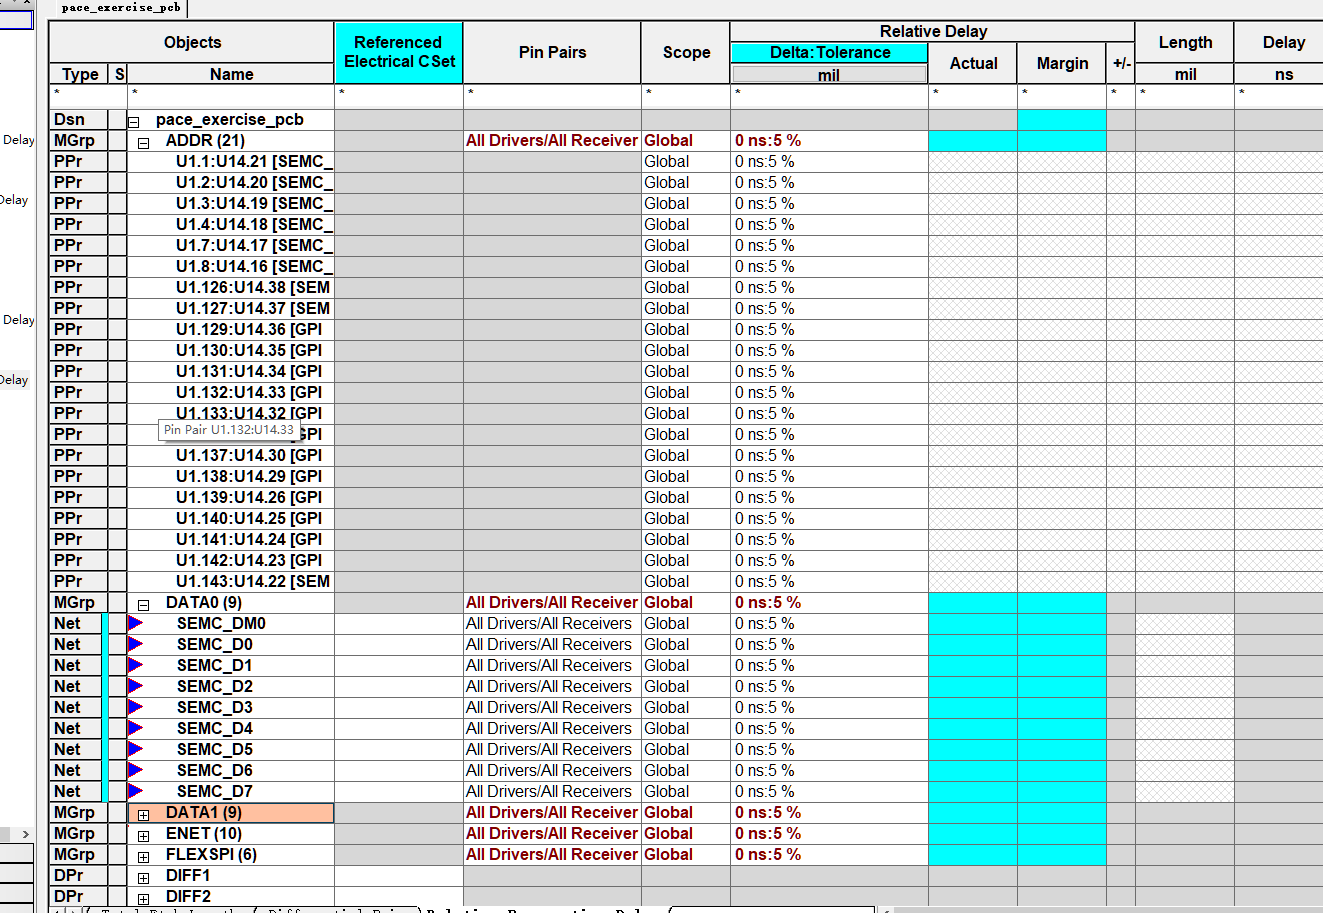 pace_exercise_pcb
Objects Referenced Electrical CSet Pin Pairs Scope Relative Delay Length Delay
Delta:Tolerance Actual Margin +/-
Type S Name mil mil ns
* * * * * * * * * * *
Dsn pace_exercise_pcb
Delay MGrp ADDR (21) All Drivers/All Receiver Global 0 ns:5 %
PPr U1.1:U14.21 [SEMC_ Global 0 ns:5 %
PPr U1.2:U14.20 [SEMC_ Global 0 ns:5 %
Delay PPr U1.3:U14.19 [SEMC_ Global 0 ns:5 %
PPr U1.4:U14.18 [SEMC_ Global 0 ns:5 %
PPr U1.7:U14.17 [SEMC_ Global 0 ns:5 %
PPr U1.8:U14.16 [SEMC_ Global 0 ns:5 %
PPr U1.126:U14.38 [SEM Global 0 ns:5 %
PPr U1.127:U14.37 [SEM Global 0 ns:5 %
Delay PPr U1.129:U14.36 [GPI Global 0 ns:5 %
PPr U1.130:U14.35 [GPI Global 0 ns:5 %
PPr U1.131:U14.34 [GPI Global 0 ns:5 %
Delay PPr U1.132:U14.33 [GPI Global 0 ns:5 %
PPr U1.133:U14.32 [GPI Global 0 ns:5 %
Pin Pair U1.132:U14.33
PPr GPI Global 0 ns:5 %
PPr U1.137:U14.30 [GPI Global 0 ns:5 %
PPr U1.138:U14.29 [GPI Global 0 ns:5 %
PPr U1.139:U14.26 [GPI Global 0 ns:5 %
PPr U1.140:U14.25 [GPI Global 0 ns:5 %
PPr U1.141:U14.24 [GPI Global 0 ns:5 %
PPr U1.142:U14.23 [GPI Global 0 ns:5 %
PPr U1.143:U14.22 [SEM Global 0 ns:5 %
MGrp DATA0 (9) All Drivers/All Receiver Global 0 ns:5 %
Net SEMC_DM0 All Drivers/All Receivers Global 0 ns:5 %
Net SEMC_D0 All Drivers/All Receivers Global 0 ns:5 %
Net SEMC_D1 All Drivers/All Receivers Global 0 ns:5 %
Net SEMC_D2 All Drivers/All Receivers Global 0 ns:5 %
Net SEMC_D3 All Drivers/All Receivers Global 0 ns:5 %
Net SEMC_D4 All Drivers/All Receivers Global 0 ns:5 %
Net SEMC_D5 All Drivers/All Receivers Global 0 ns:5 %
Net SEMC_D6 All Drivers/All Receivers Global 0 ns:5 %
Net SEMC_D7 All Drivers/All Receivers Global 0 ns:5 %
MGrp DATA1 (9) All Drivers/All Receiver Global 0 ns:5 %
MGrp ENET (10) All Drivers/All Receiver Global 0 ns:5 %
MGrp FLEXSPI (6) All Drivers/All Receiver Global 0 ns:5 %
DPr DIFF1
DPr DIFF2